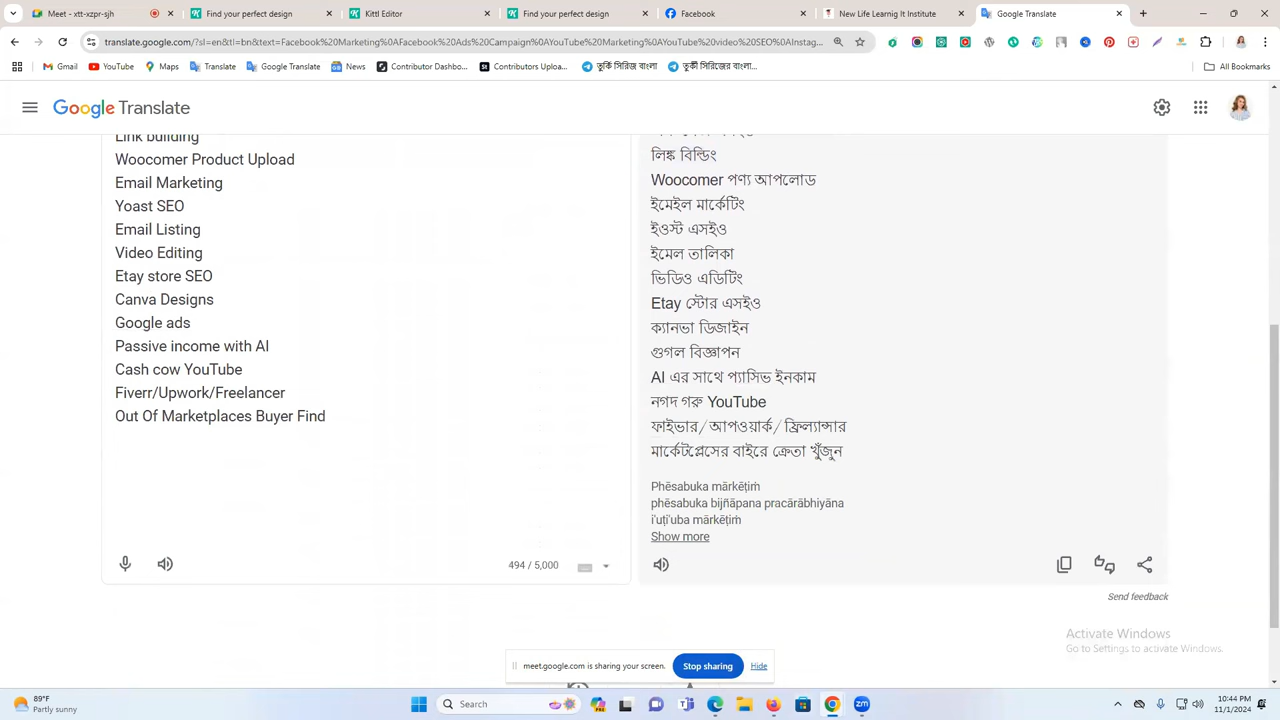 Meet - xtt-xzpr-sjh
Find your perfect design
Kittl Editor
Find your perfect design
Facebook
New Life Learnig It Institute
Google Translate
translate.google.com/?sl=en&tl=bn&text=Facebook%20Marketing%0AFacebook%20Ads%20Campaign%0AYouTube%20Marketing%0AYouTube%20video%20SEO%0AInstag...
Gmail
YouTube
Maps
Translate
Google Translate
News
Contributor Dashbo...
Contributors Uploa...
তুর্কি সিরিজ বাংলা
তুর্কী সিরিজের বাংলা...
All Bookmarks
Google Translate
Link building
Woocomer Product Upload
Email Marketing
Yoast SEO
Email Listing
Video Editing
Etay store SEO
Canva Designs
Google ads
Passive income with AI
Cash cow YouTube
Fiverr/Upwork/Freelancer
Out Of Marketplaces Buyer Find
494 / 5,000
লিঙ্ক বিল্ডিং
Woocomer পণ্য আপলোড
ইমেইল মার্কেটিং
ইওস্ট এসইও
ইমেল তালিকা
ভিডিও এডিটিং
Etay স্টোর এসইও
ক্যানভা ডিজাইন
গুগল বিজ্ঞাপন
AI এর সাথে প্যাসিভ ইনকাম
নগদ গরু YouTube
ফাইভার/আপওয়ার্ক/ফ্রিল্যান্সার
মার্কেটপ্লেসের বাইরে ক্রেতা খুঁজুন
Phēsabuka mārkēṭiṁ
phēsabuka bijñāpana pracārābhiyāna
i'uṭi'uba mārkēṭiṁ
Show more
Send feedback
Activate Windows
Go to Settings to activate Windows.
meet.google.com is sharing your screen.
Stop sharing
Hide
89°F
Partly sunny
Search
10:44 PM
11/1/2024